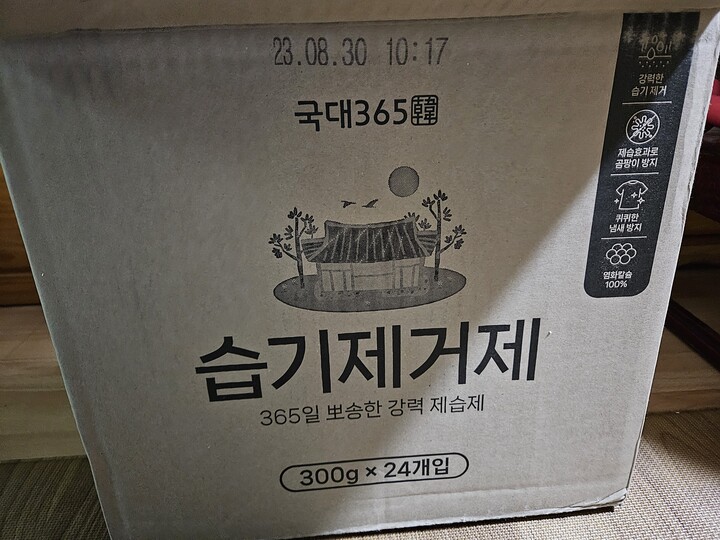 23.08.30 10:17
국대365韓
강력한
습기 제거
제습효과로
곰팡이 방지
퀴퀴한
냄새 방지
염화칼슘
100%
습기제거제
365일 뽀송한 강력 제습제
300g × 24개입